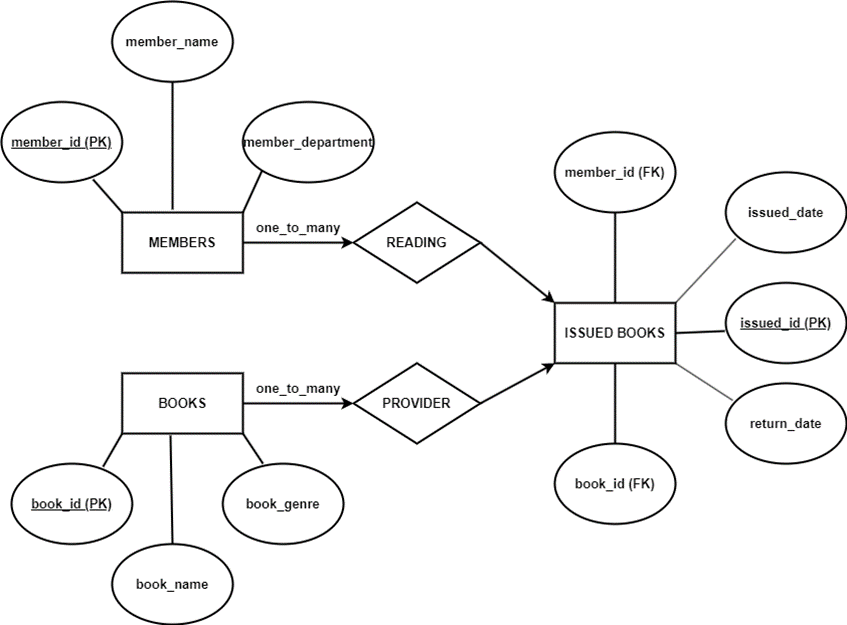 member_name
member_id (PK)
member_department
member_id (FK)
issued_date
one_to_many
MEMBERS
READING
issued_id (PK)
ISSUED BOOKS
one_to_many
BOOKS
PROVIDER
return_date
book_id (PK)
book_genre
book_id (FK)
book_name